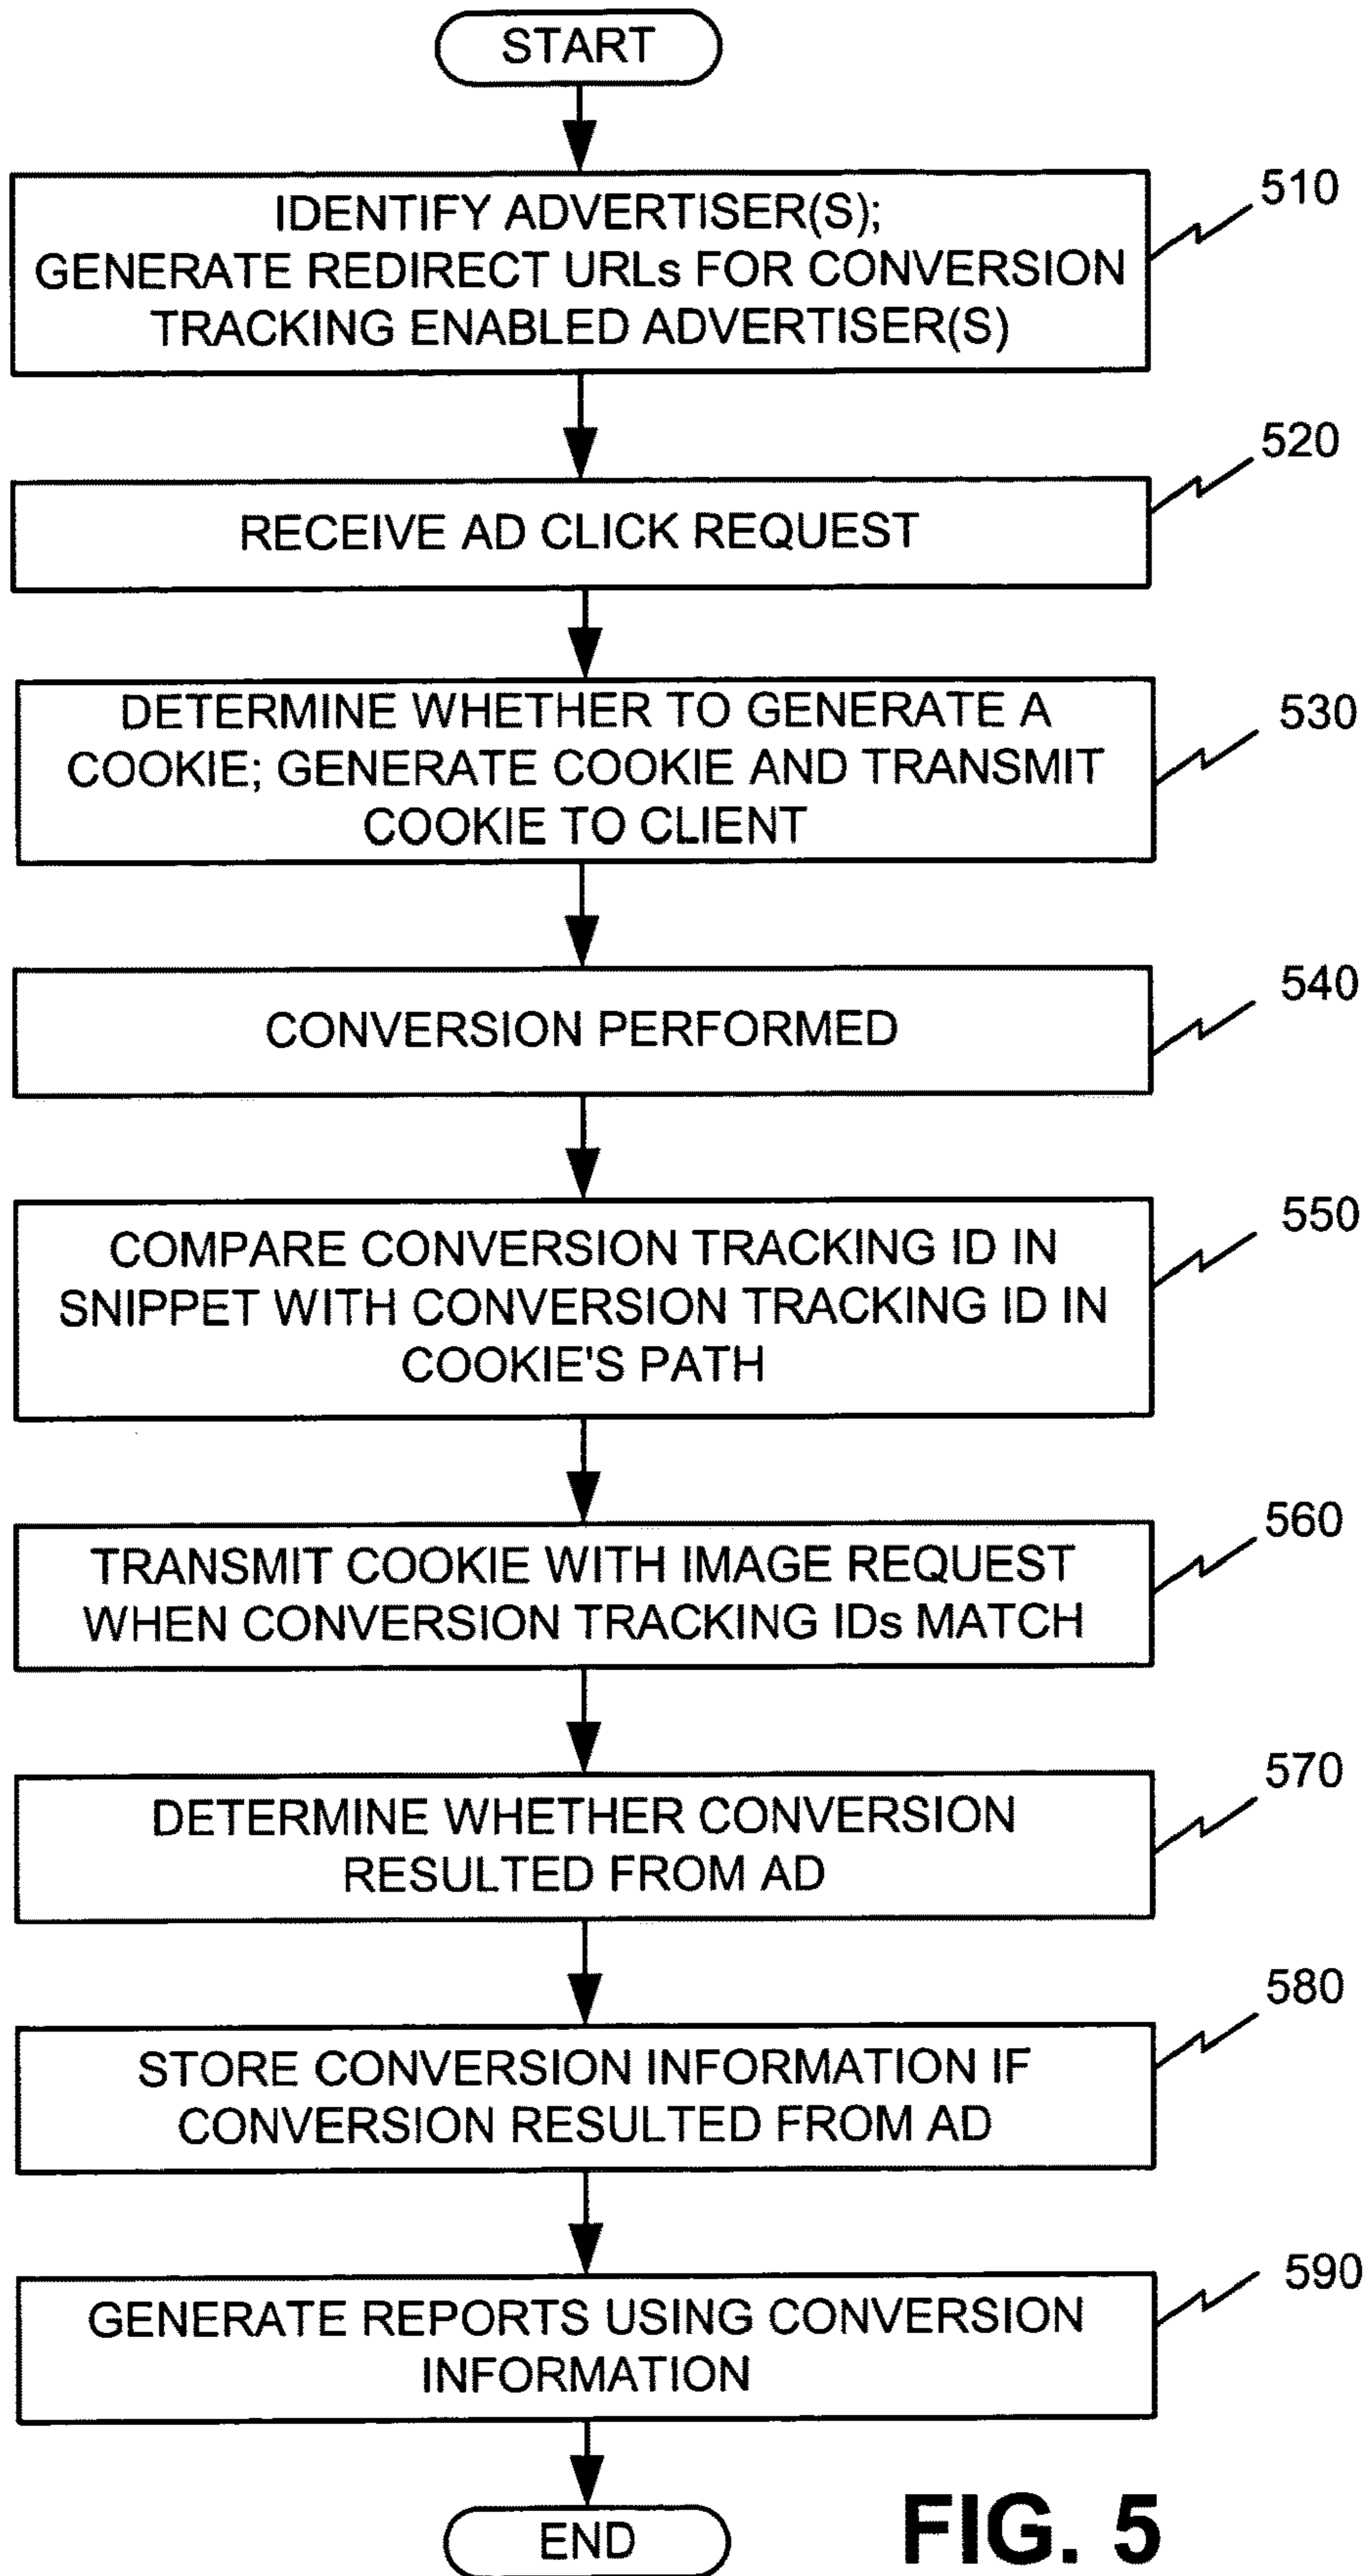 START
IDENTIFY ADVERTISER(S);
GENERATE REDIRECT URLs FOR CONVERSION
TRACKING ENABLED ADVERTISER(S)
510
RECEIVE AD CLICK REQUEST
520
DETERMINE WHETHER TO GENERATE A
COOKIE; GENERATE COOKIE AND TRANSMIT
COOKIE TO CLIENT
530
CONVERSION PERFORMED
540
COMPARE CONVERSION TRACKING ID IN
SNIPPET WITH CONVERSION TRACKING ID IN
COOKIE'S PATH
550
TRANSMIT COOKIE WITH IMAGE REQUEST
WHEN CONVERSION TRACKING IDs MATCH
560
DETERMINE WHETHER CONVERSION
RESULTED FROM AD
570
STORE CONVERSION INFORMATION IF
CONVERSION RESULTED FROM AD
580
GENERATE REPORTS USING CONVERSION
INFORMATION
590
END
FIG. 5